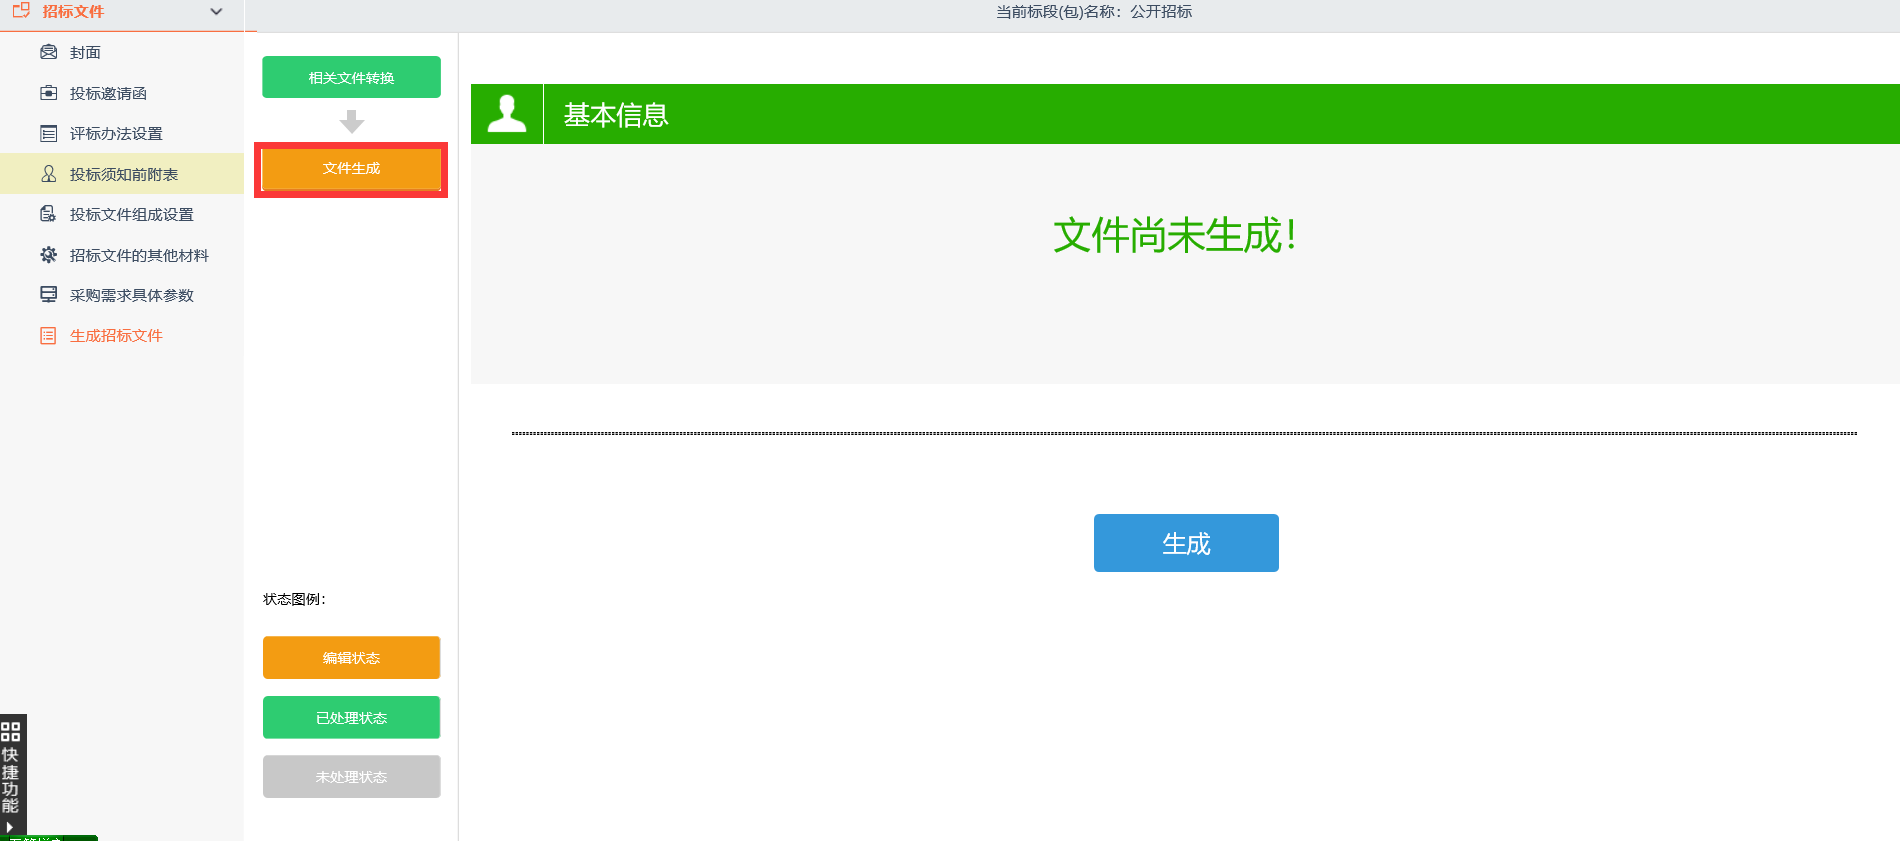 招标文件
当前标段(包)名称：公开招标
封面
投标邀请函
评标办法设置
投标须知前附表
投标文件组成设置
招标文件的其他材料
采购需求具体参数
生成招标文件
快捷功能
相关文件转换
文件生成
状态图例：
编辑状态
已处理状态
未处理状态
基本信息
文件尚未生成！
生成